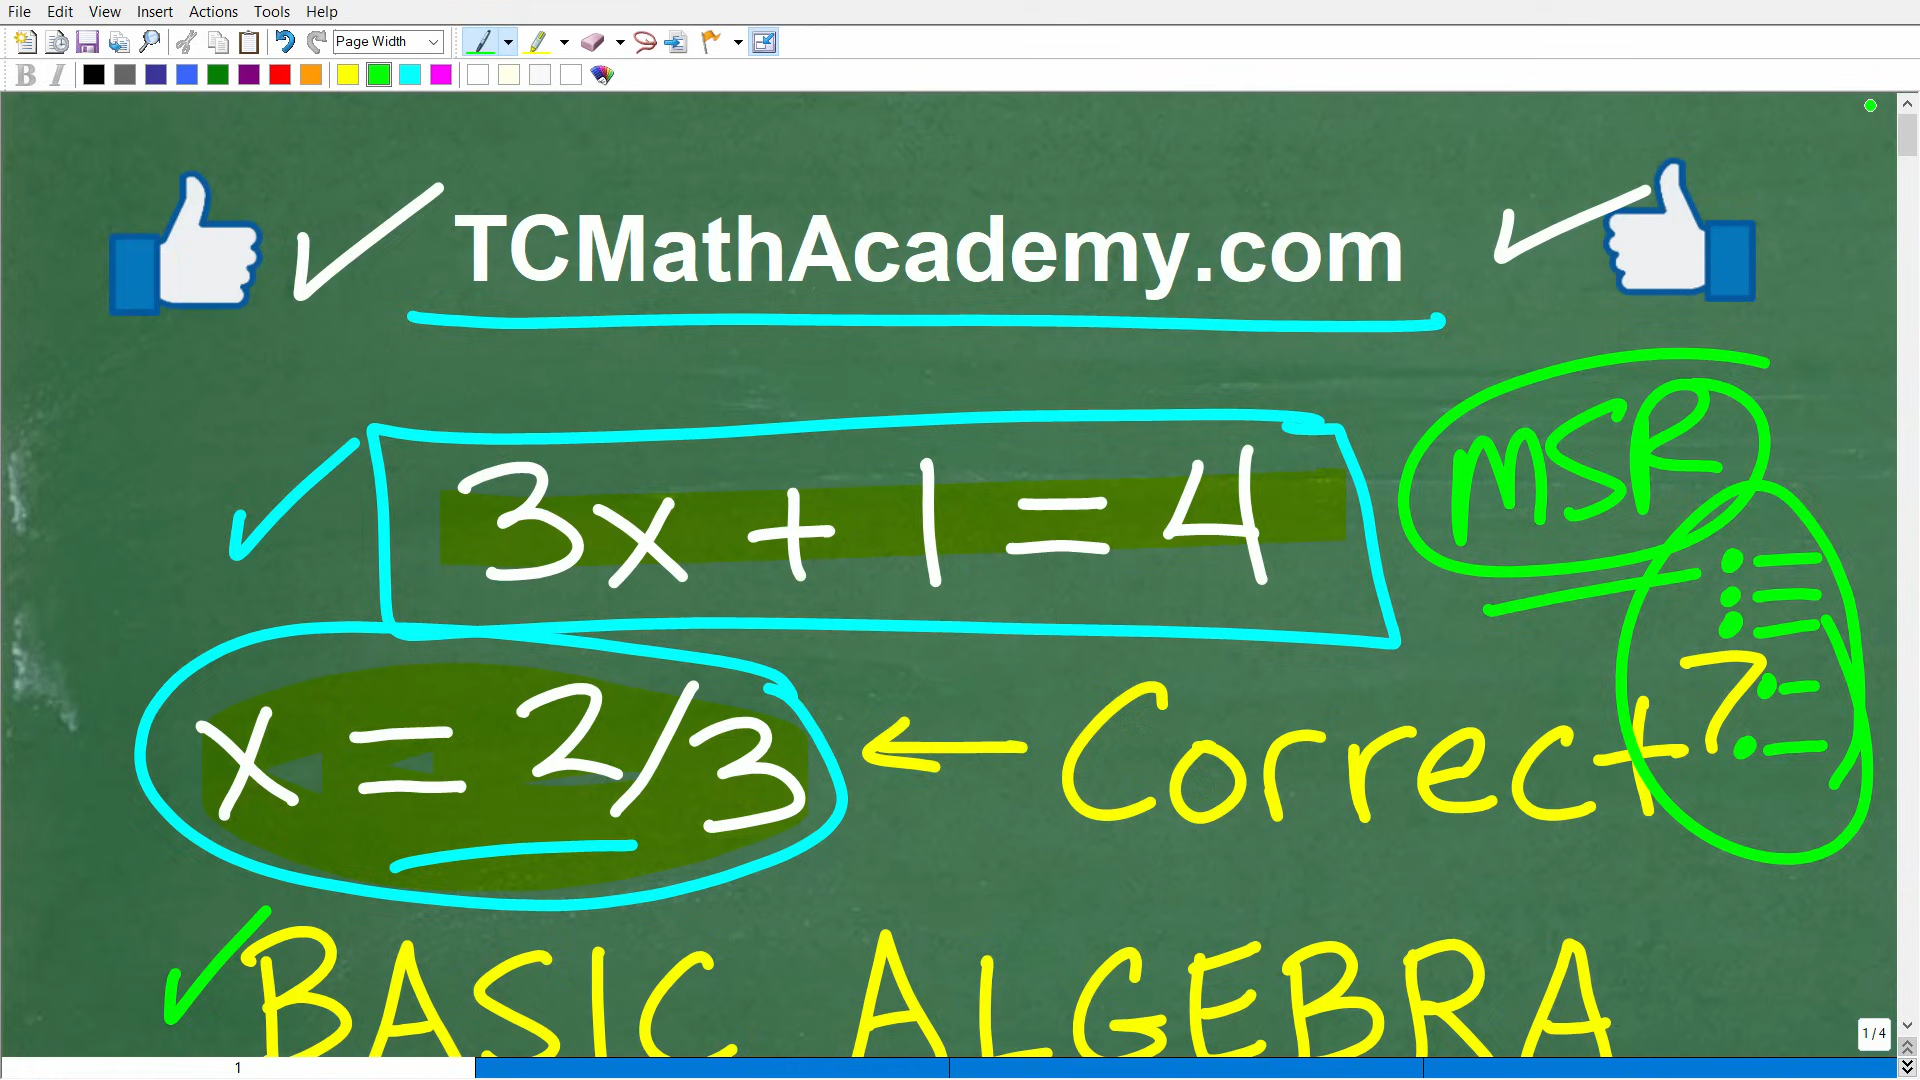 File Edit View Insert Actions Tools Help
Page Width
B I
TCMathAcademy.com
3x + 1 = 4
MSR
x = 2/3 ← Correct?
BASIC ALGEBRA
1 / 4
1